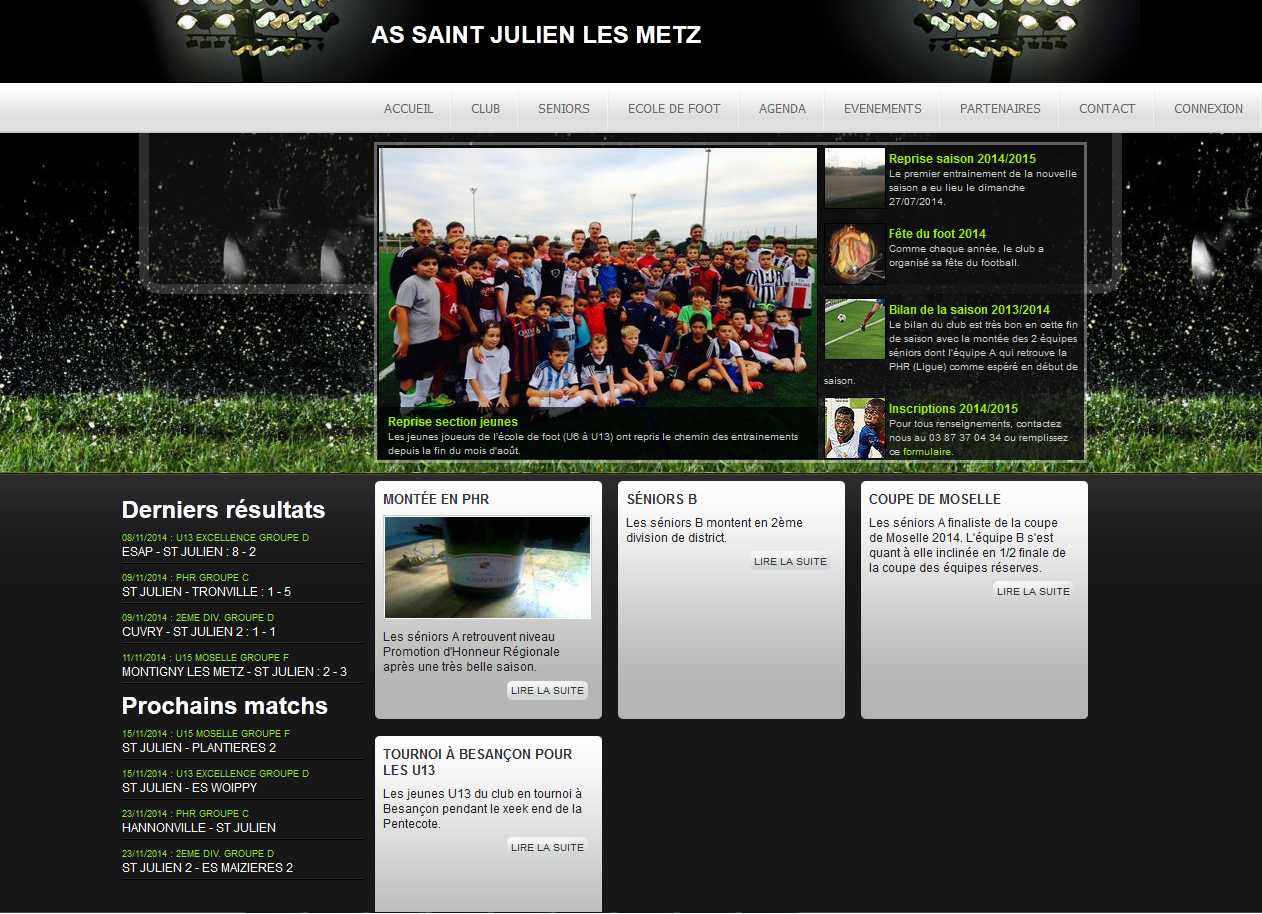 AS SAINT JULIEN LES METZ
ACCUEIL CLUB SENIORS ECOLE DE FOOT AGENDA EVENEMENTS PARTENAIRES CONTACT CONNEXION
Reprise section jeunes
Les jeunes joueurs de l'école de foot (U6 à U13) ont repris le chemin des entrainements
depuis la fin du mois d'août.
Reprise saison 2014/2015
Le premier entrainement de la nouvelle
saison a eu lieu le dimanche
27/07/2014.
Fête du foot 2014
Comme chaque année, le club a
organisé sa fête du football.
Bilan de la saison 2013/2014
Le bilan du club est très bon en cette fin
de saison avec la montée des 2 équipes
séniors dont l'équipe A qui retrouve la
PHR (Ligue) comme espéré en début de
saison.
Inscriptions 2014/2015
Pour tous renseignements, contactez
nous au 03 87 37 04 34 ou remplissez
ce formulaire.
Derniers résultats
08/11/2014 : U13 EXCELLENCE GROUPE D
ESAP - ST JULIEN : 8 - 2
09/11/2014 : PHR GROUPE C
ST JULIEN - TRONVILLE : 1 - 5
09/11/2014 : 2EME DIV. GROUPE D
CUVRY - ST JULIEN 2 : 1 - 1
11/11/2014 : U15 MOSELLE GROUPE F
MONTIGNY LES METZ - ST JULIEN : 2 - 3
Prochains matchs
15/11/2014 : U15 MOSELLE GROUPE F
ST JULIEN - PLANTIERES 2
15/11/2014 : U13 EXCELLENCE GROUPE D
ST JULIEN - ES WOIPPY
23/11/2014 : PHR GROUPE C
HANNONVILLE - ST JULIEN
23/11/2014 : 2EME DIV. GROUPE D
ST JULIEN 2 - ES MAIZIERES 2
MONTÉE EN PHR
SAINT JULIEN
Les séniors A retrouvent niveau
Promotion d'Honneur Régionale
après une très belle saison.
LIRE LA SUITE
SÉNIORS B
Les séniors B montent en 2ème
division de district.
LIRE LA SUITE
COUPE DE MOSELLE
Les séniors A finaliste de la coupe
de Moselle 2014. L'équipe B s'est
quant à elle inclinée en 1/2 finale de
la coupe des équipes réserves.
LIRE LA SUITE
TOURNOI À BESANÇON POUR
LES U13
Les jeunes U13 du club en tournoi à
Besançon pendant le xeek end de la
Pentecote.
LIRE LA SUITE